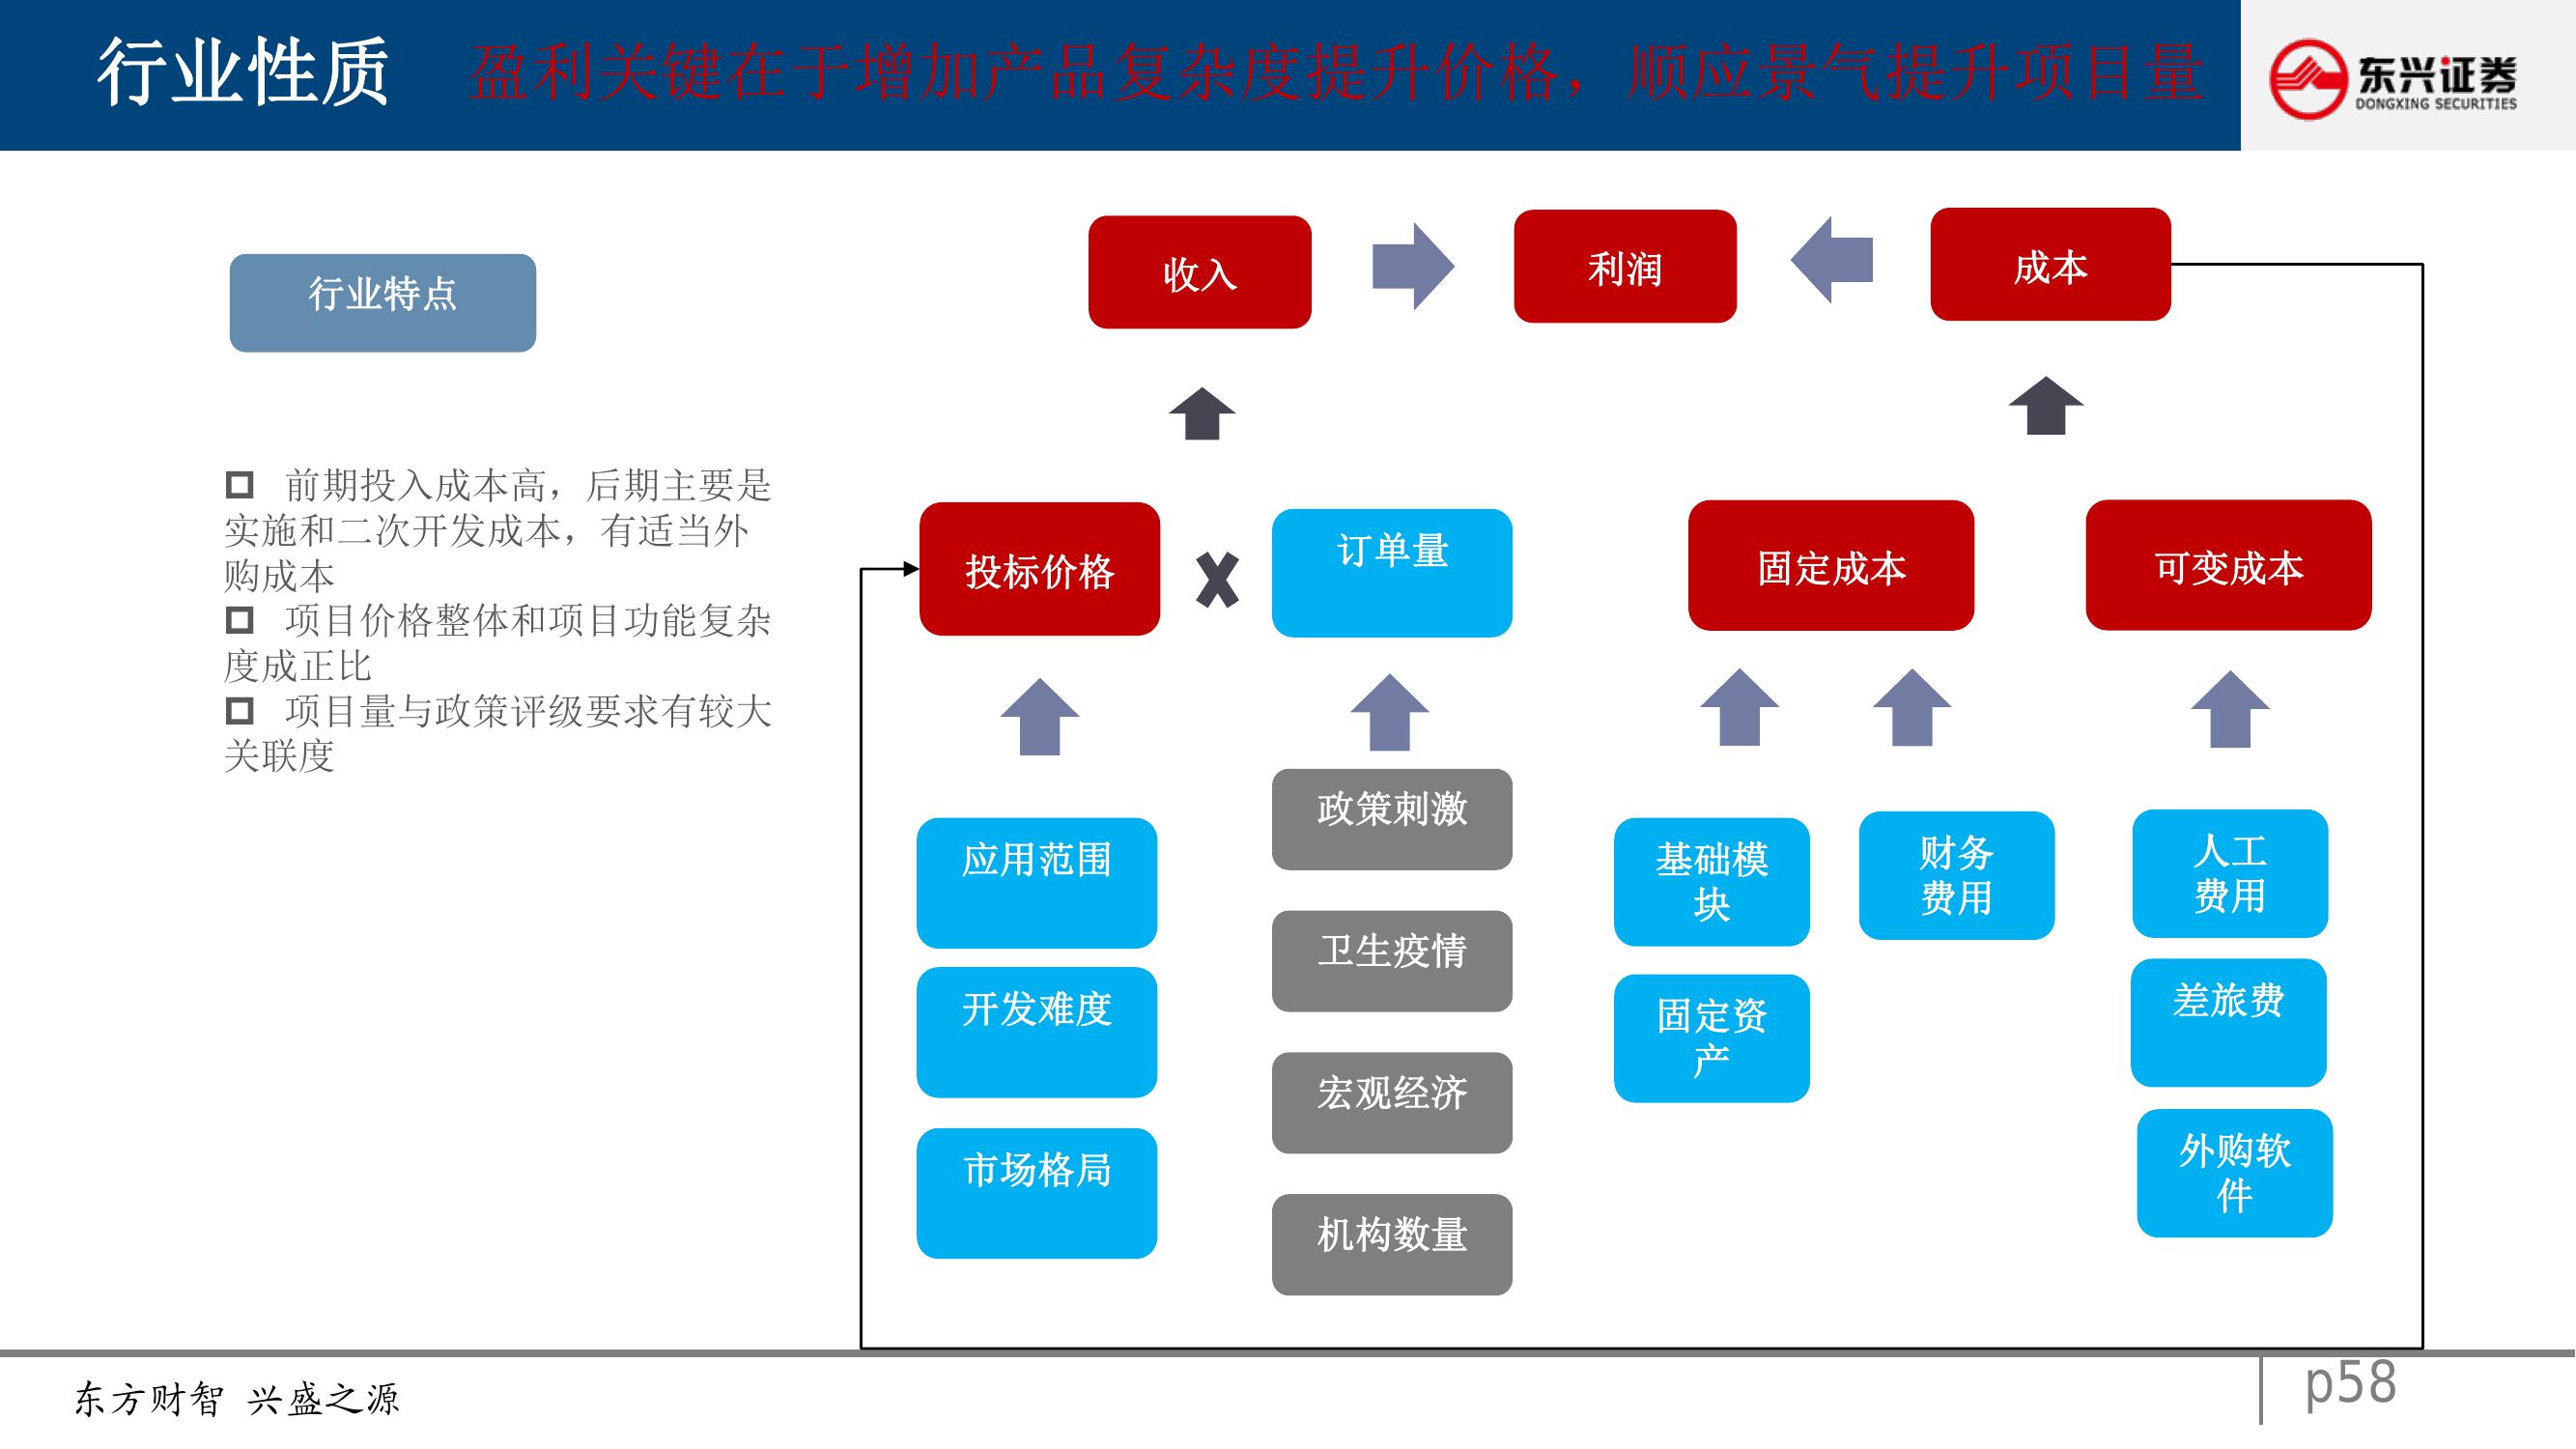 行业性质 盈利关键在于增加产品复杂度提升价格，顺应景气提升项目量
东兴证券
DONGXING SECURITIES
行业特点
前期投入成本高，后期主要是
实施和二次开发成本，有适当外
购成本
项目价格整体和项目功能复杂
度成正比
项目量与政策评级要求有较大
关联度
收入
利润
成本
投标价格
X
订单量
固定成本
可变成本
应用范围
开发难度
市场格局
政策刺激
卫生疫情
宏观经济
机构数量
基础模
块
固定资
产
财务
费用
人工
费用
差旅费
外购软
件
东方财智 兴盛之源
p58